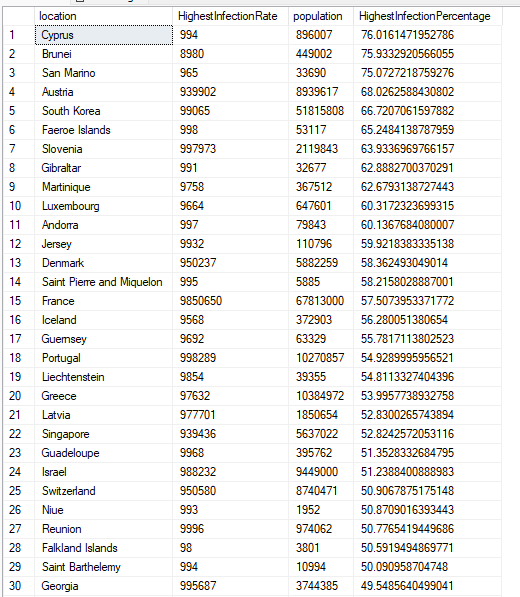 location HighestInfectionRate population HighestInfectionPercentage
1 Cyprus 994 896007 76.0161471952786
2 Brunei 8980 449002 75.9332920566055
3 San Marino 965 33690 75.0727218759276
4 Austria 939902 8939617 68.0262588430802
5 South Korea 99065 51815808 66.7207061597882
6 Faeroe Islands 998 53117 65.2484138787959
7 Slovenia 997973 2119843 63.9336969766157
8 Gibraltar 991 32677 62.8882700370291
9 Martinique 9758 367512 62.6793138727443
10 Luxembourg 9664 647601 60.3172323699315
11 Andorra 997 79843 60.1367684080007
12 Jersey 9932 110796 59.9218383335138
13 Denmark 950237 5882259 58.362493049014
14 Saint Pierre and Miquelon 995 5885 58.2158028887001
15 France 9850650 67813000 57.5073953371772
16 Iceland 9568 372903 56.280051380654
17 Guernsey 9692 63329 55.7817113802523
18 Portugal 998289 10270857 54.9289995956521
19 Liechtenstein 9854 39355 54.8113327404396
20 Greece 97632 10384972 53.9957738932758
21 Latvia 977701 1850654 52.8300265743894
22 Singapore 939436 5637022 52.8242572053116
23 Guadeloupe 9968 395762 51.3528332684795
24 Israel 988232 9449000 51.2388400888983
25 Switzerland 950580 8740471 50.9067875175148
26 Niue 993 1952 50.8709016393443
27 Reunion 9996 974062 50.7765419449686
28 Falkland Islands 98 3801 50.5919494869771
29 Saint Barthelemy 994 10994 50.090958704748
30 Georgia 995687 3744385 49.5485640499041